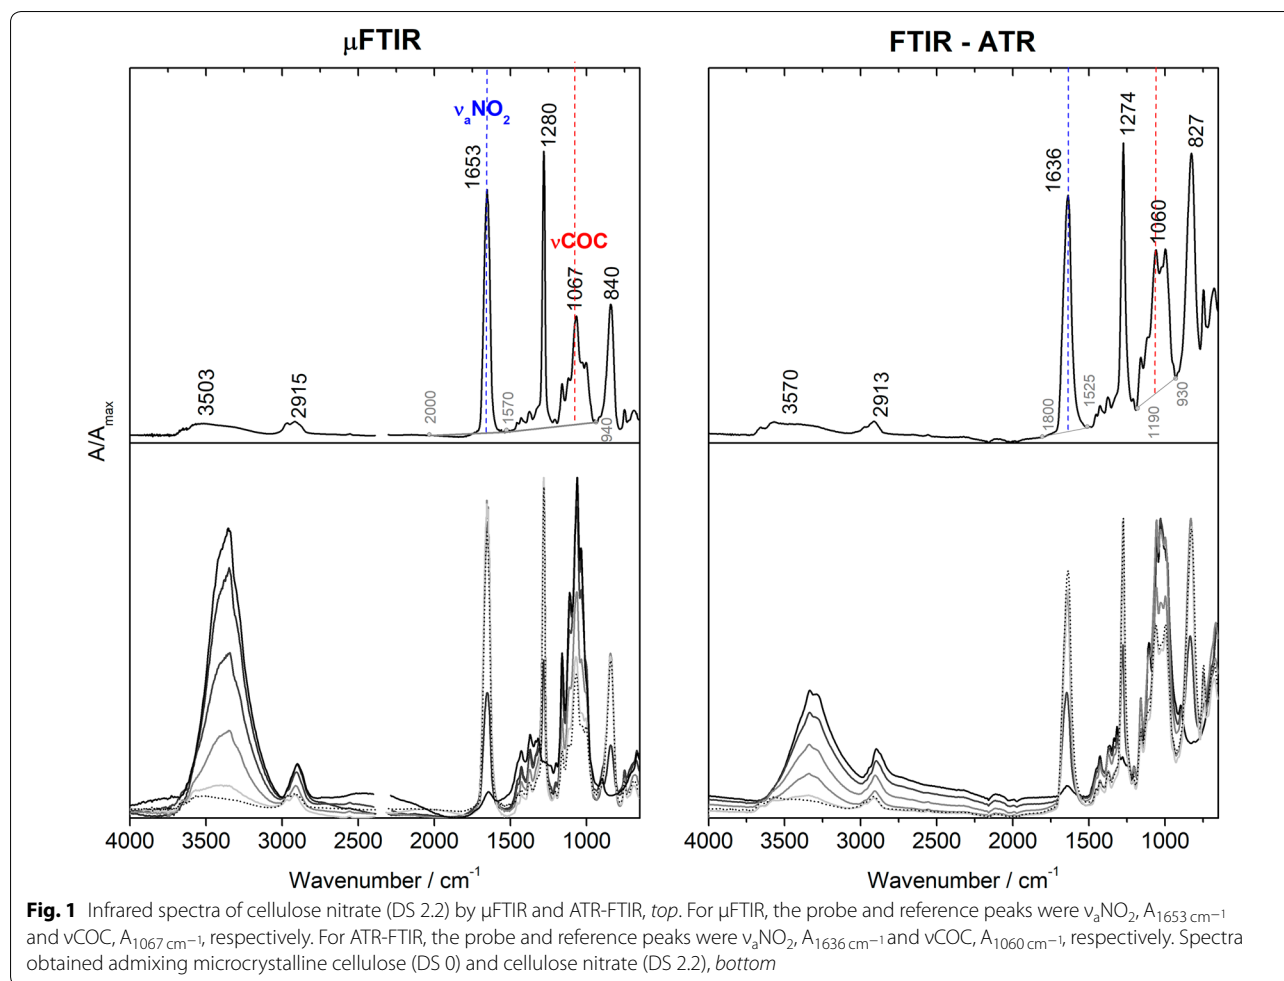 μFTIR
FTIR - ATR
νaNO2
1653
1280
νCOC
1067
840
3503
2915
2000
1570
940
1636
1274
1060
827
3570
2913
1800
1525
1190
930
A/Amax
4000 3500 3000 2500 2000 1500 1000
4000 3500 3000 2500 2000 1500 1000
Wavenumber / cm-1
Wavenumber / cm-1
Fig. 1 Infrared spectra of cellulose nitrate (DS 2.2) by μFTIR and ATR-FTIR, top. For μFTIR, the probe and reference peaks were νaNO2, A1653 cm−1
and νCOC, A1067 cm−1, respectively. For ATR-FTIR, the probe and reference peaks were νaNO2, A1636 cm−1 and νCOC, A1060 cm−1, respectively. Spectra
obtained admixing microcrystalline cellulose (DS 0) and cellulose nitrate (DS 2.2), bottom